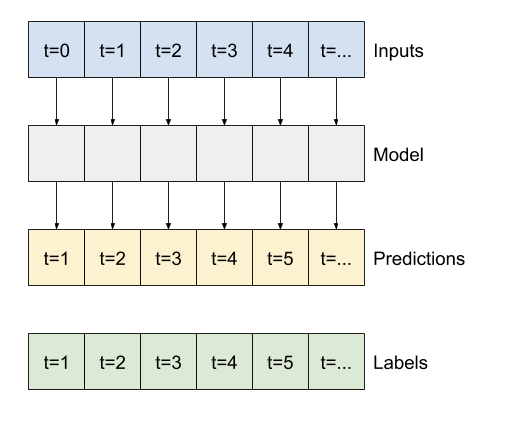 t=0 t=1 t=2 t=3 t=4 t=... Inputs
Model
t=1 t=2 t=3 t=4 t=5 t=... Predictions
t=1 t=2 t=3 t=4 t=5 t=... Labels